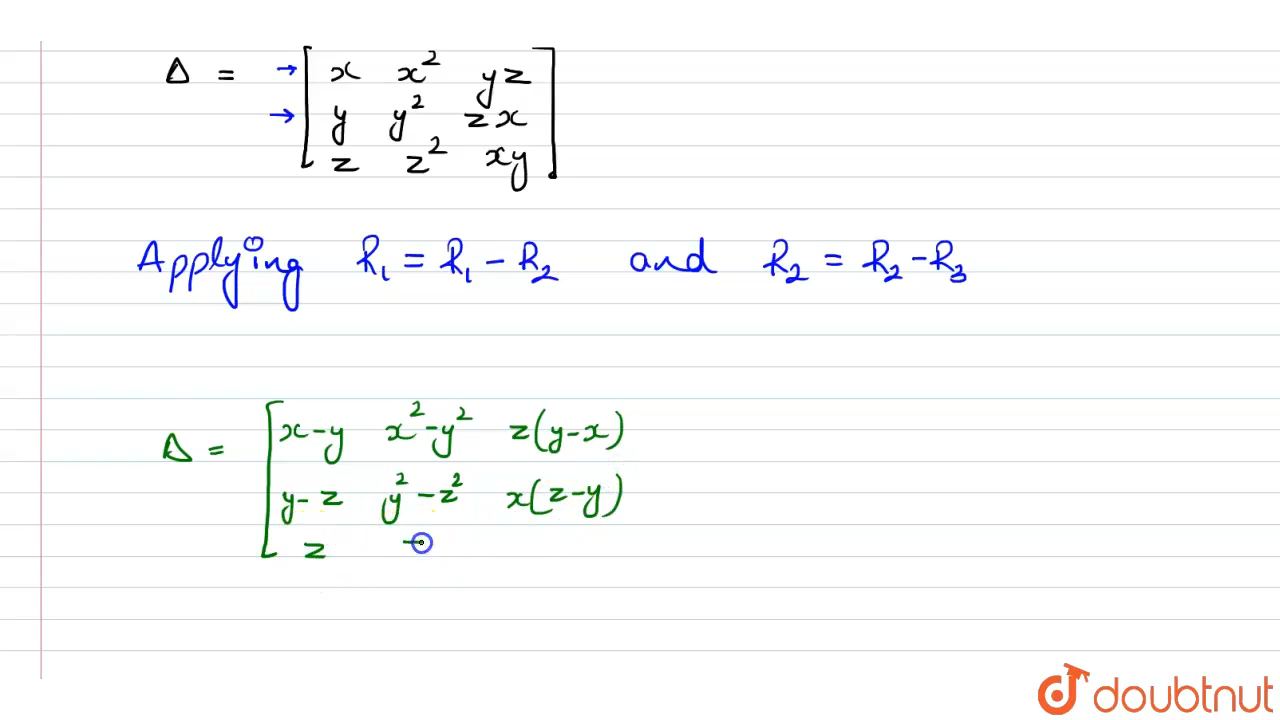 Δ = → [ x x² yz
→ y y² zx
z z² xy ]
Applying R₁ = R₁ - R₂ and R₂ = R₂ - R₃
Δ = [ x-y x²-y² z(y-x)
y-z y²-z² x(z-y)
z
doubtnut